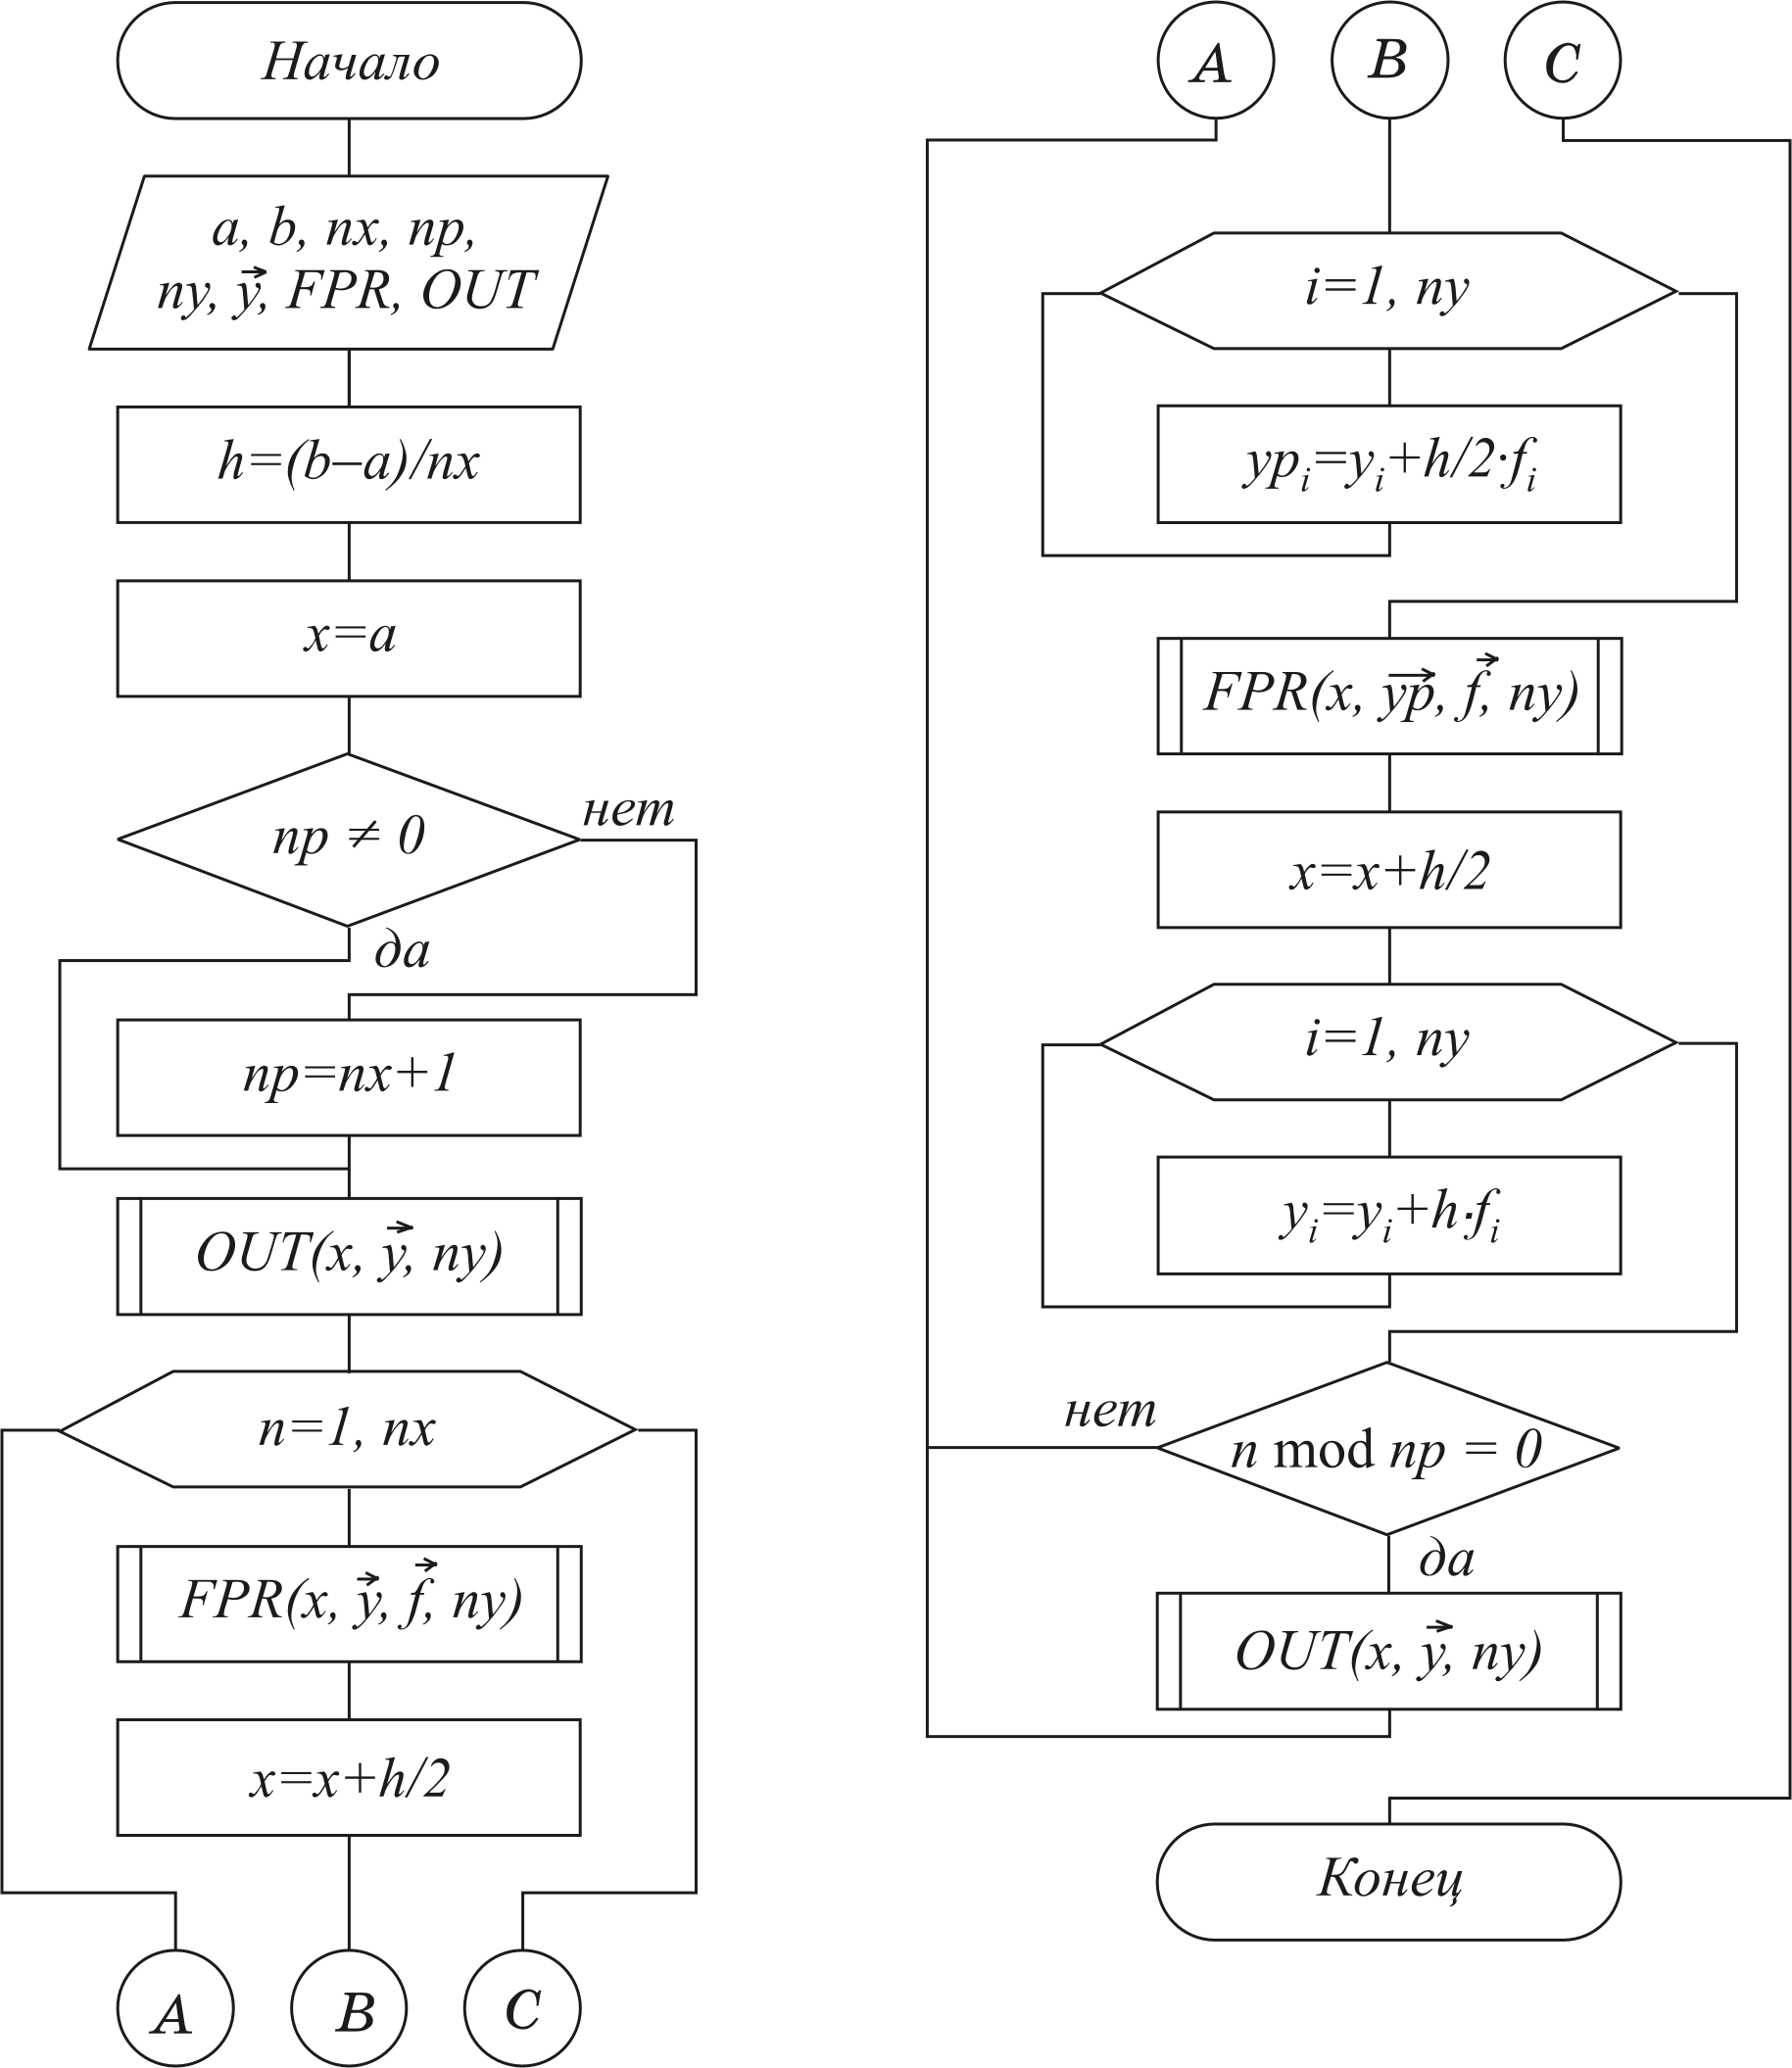 Начало
a, b, nx, np,
ny, y⃗, FPR, OUT
h=(b–a)/nx
x=a
np ≠ 0
нет
да
np=nx+1
OUT(x, y⃗, ny)
n=1, nx
FPR(x, y⃗, f⃗, ny)
x=x+h/2
A B C
A B C
i=1, ny
ypᵢ=yᵢ+h/2·fᵢ
FPR(x, y͞p⃗, f⃗, ny)
x=x+h/2
i=1, ny
yᵢ=yᵢ+h·fᵢ
нет
n mod np = 0
да
OUT(x, y⃗, ny)
Конец